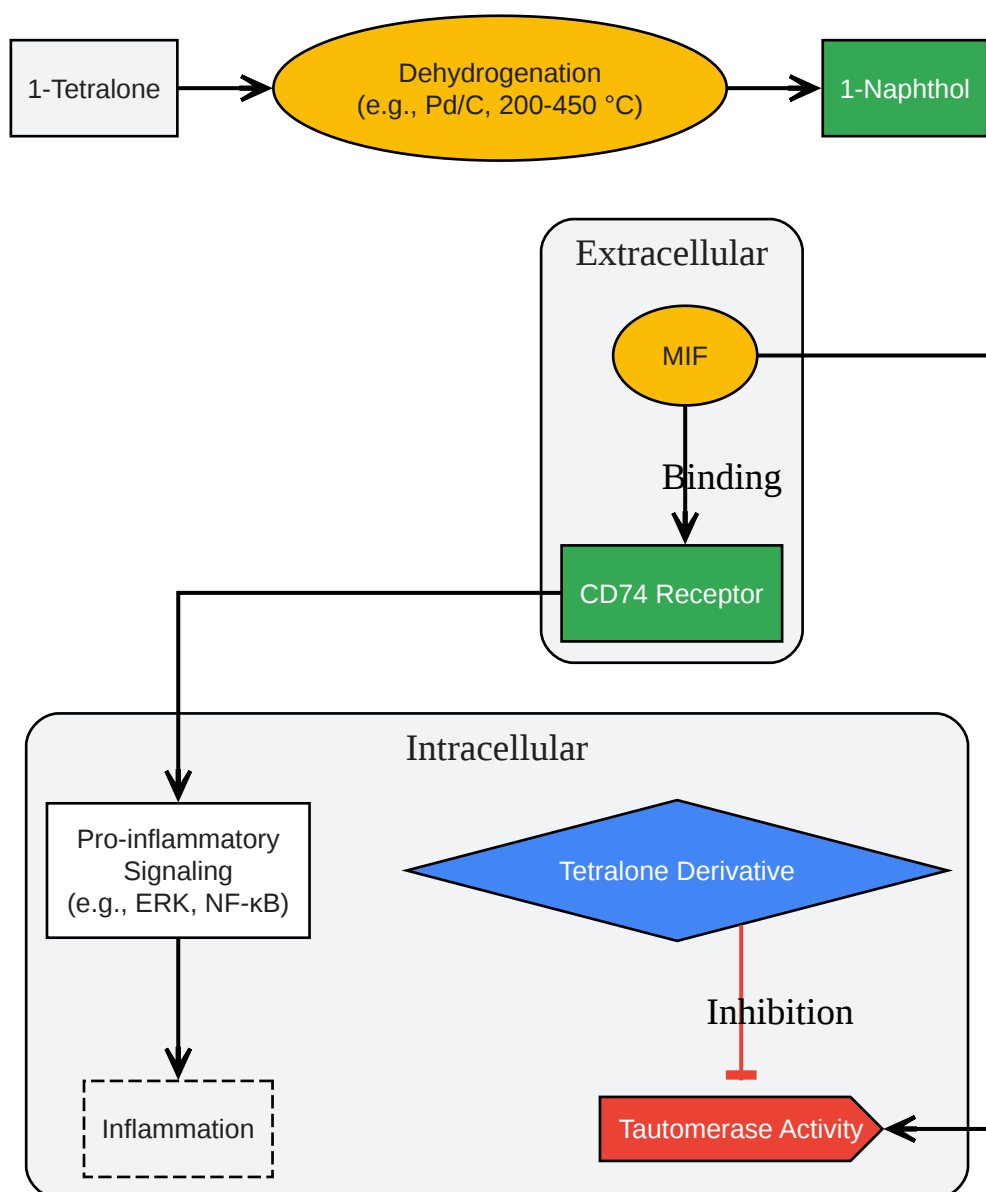 1-Tetralone
Dehydrogenation
(e.g., Pd/C, 200-450 °C)
1-Naphthol
Extracellular
MIF
Binding
CD74 Receptor
Intracellular
Pro-inflammatory
Signaling
(e.g., ERK, NF-κB)
Tetralone Derivative
Inhibition
Inflammation
Tautomerase Activity